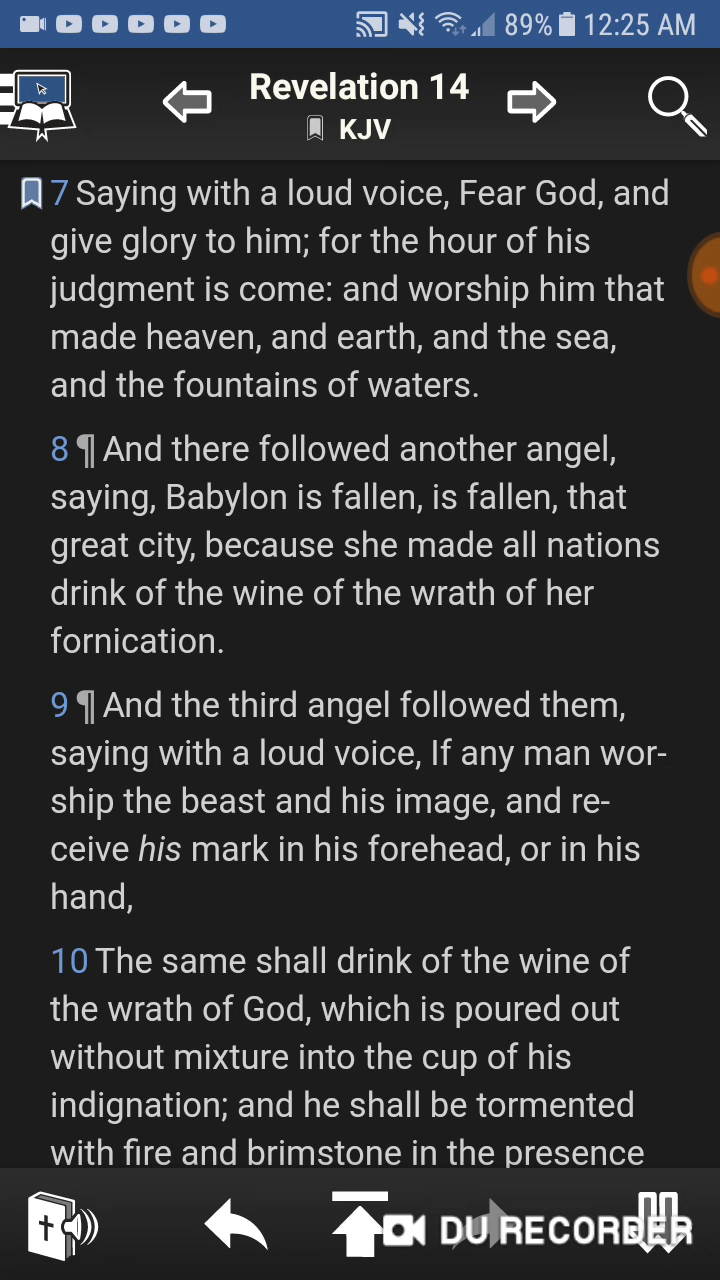 89% 12:25 AM
Revelation 14
KJV
7 Saying with a loud voice, Fear God, and
give glory to him; for the hour of his
judgment is come: and worship him that
made heaven, and earth, and the sea,
and the fountains of waters.
8 ¶ And there followed another angel,
saying, Babylon is fallen, is fallen, that
great city, because she made all nations
drink of the wine of the wrath of her
fornication.
9 ¶ And the third angel followed them,
saying with a loud voice, If any man wor-
ship the beast and his image, and re-
ceive his mark in his forehead, or in his
hand,
10 The same shall drink of the wine of
the wrath of God, which is poured out
without mixture into the cup of his
indignation; and he shall be tormented
with fire and brimstone in the presence
DU RECORDER